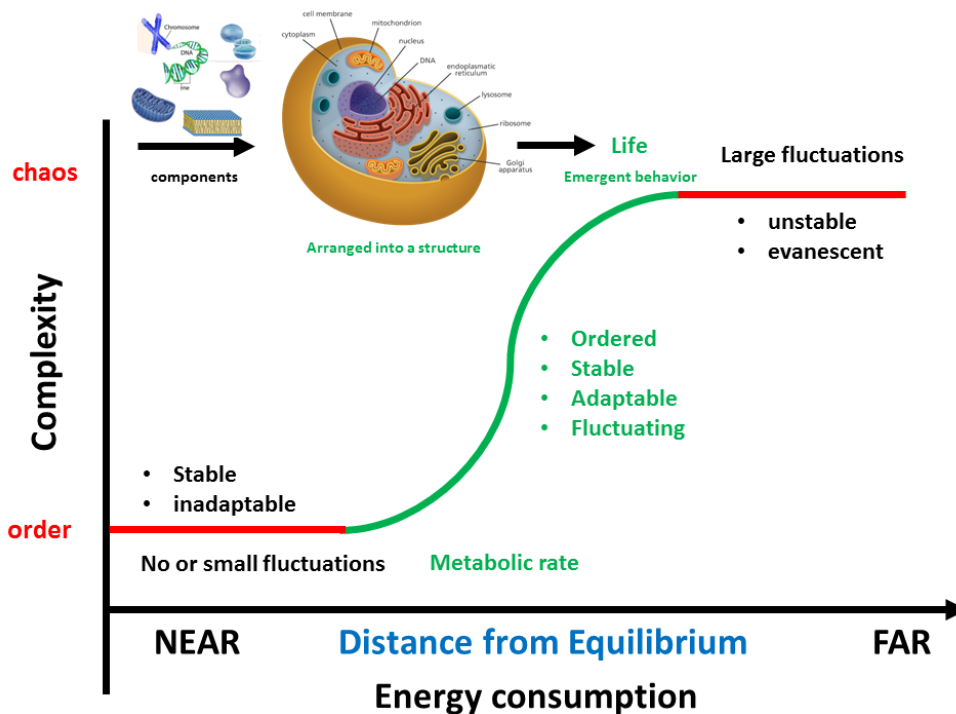 Chromosome
DNA
line
components
cell membrane
mitochondrion
cytoplasm
nucleus
DNA
endoplasmatic
reticulum
lysosome
ribosome
Golgi
apparatus
Arranged into a structure
Life
Emergent behavior
Large fluctuations
• unstable
• evanescent
chaos
Complexity
order
• Ordered
• Stable
• Adaptable
• Fluctuating
• Stable
• inadaptable
No or small fluctuations
Metabolic rate
NEAR
Distance from Equilibrium
FAR
Energy consumption